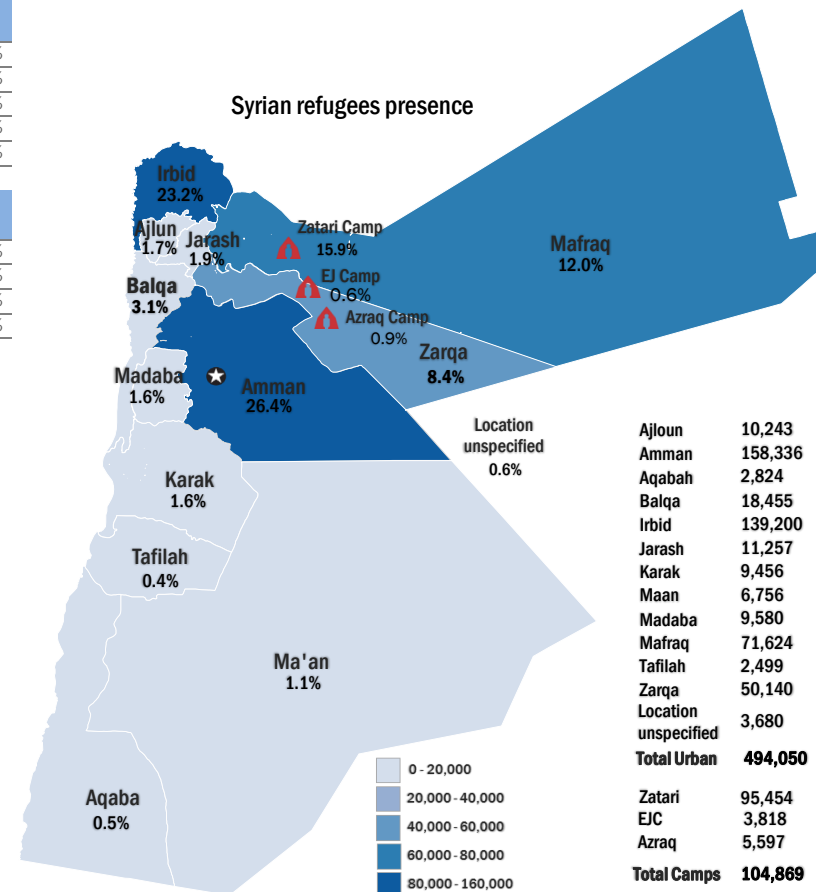 Syrian refugees presence
Irbid
23.2%
Ajlun
1.7%
Jarash
1.9%
Zatari Camp
15.9%
Mafraq
12.0%
EJ Camp
0.6%
Balqa
3.1%
Azraq Camp
0.9%
Zarqa
8.4%
Madaba
1.6%
Amman
26.4%
Location
unspecified
0.6%
Karak
1.6%
Tafilah
0.4%
Ma'an
1.1%
Aqaba
0.5%
0 - 20,000
20,000 - 40,000
40,000 - 60,000
60,000 - 80,000
80,000 - 160,000
Ajloun 10,243
Amman 158,336
Aqabah 2,824
Balqa 18,455
Irbid 139,200
Jarash 11,257
Karak 9,456
Maan 6,756
Madaba 9,580
Mafraq 71,624
Tafilah 2,499
Zarqa 50,140
Location
unspecified 3,680
Total Urban 494,050
Zatari 95,454
EJC 3,818
Azraq 5,597
Total Camps 104,869